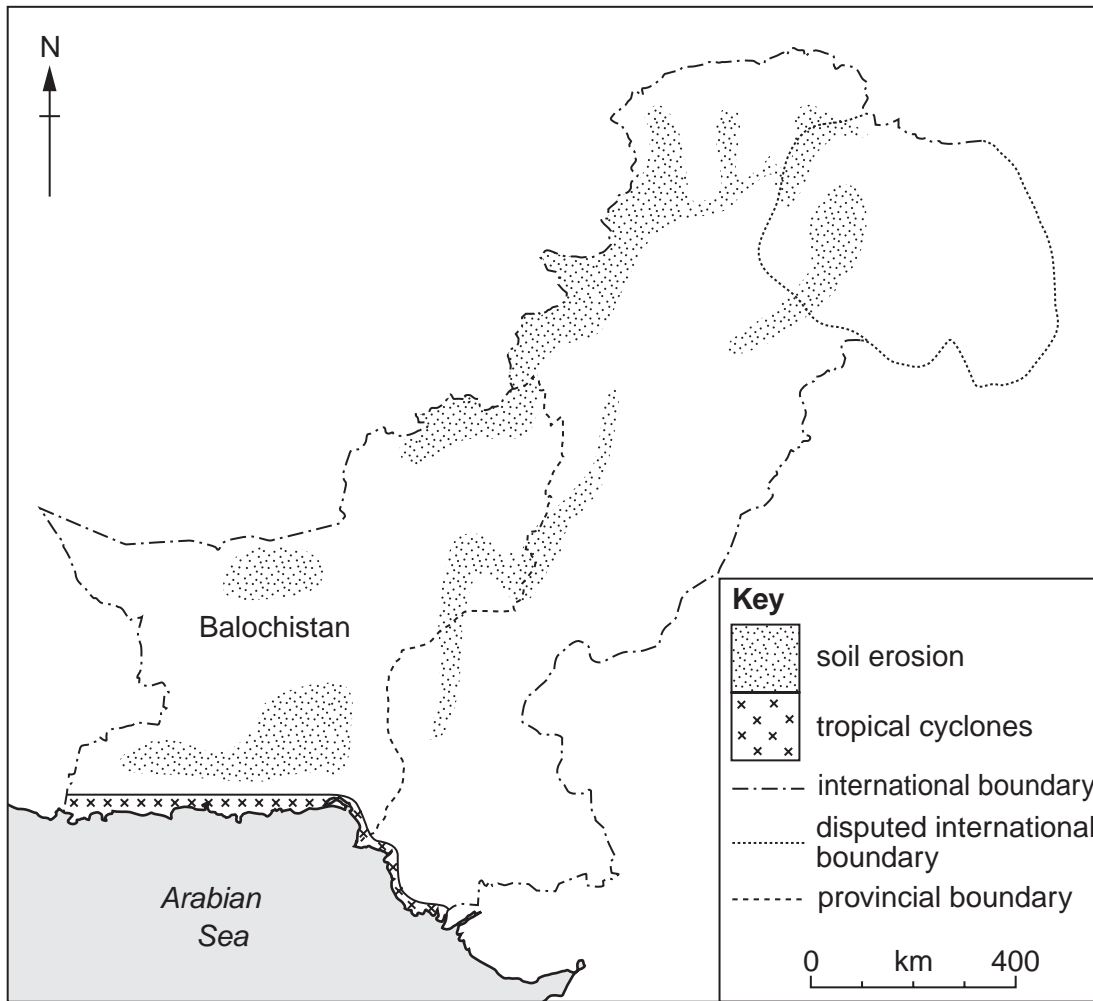 N
Balochistan
Arabian
Sea
Key
soil erosion
tropical cyclones
international boundary
disputed international
boundary
provincial boundary
0 km 400